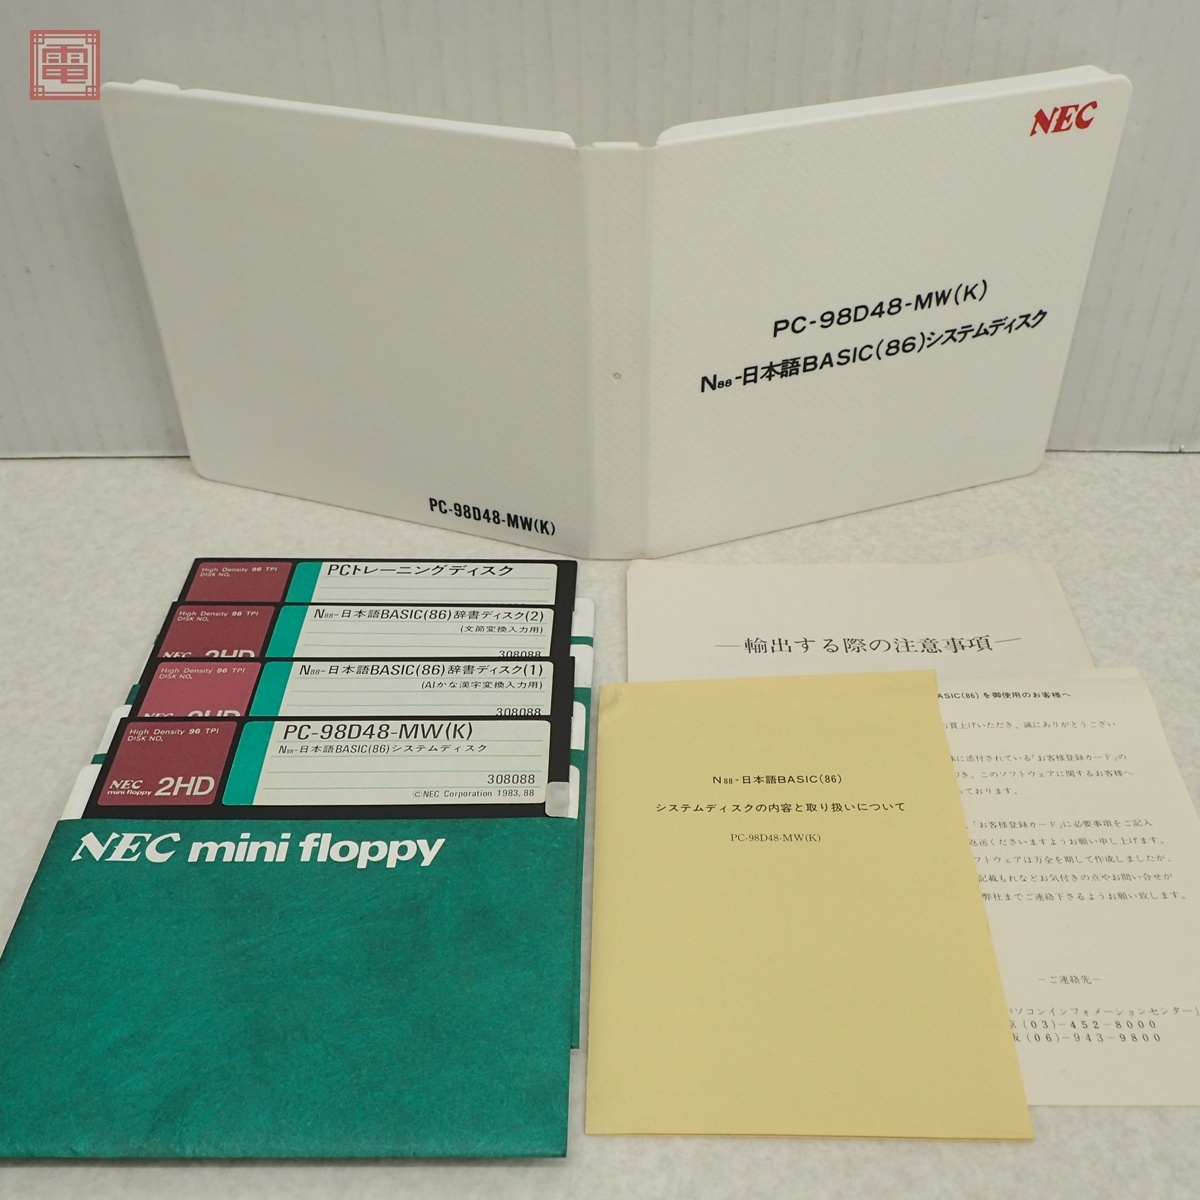 電
NEC
PC-98D48-MW(K)
N88-日本語BASIC(86)システムディスク
PC-98D48-MW(K)
High Density 96 TPI
DISK NO.
PCトレーニングディスク
High Density 96 TPI
DISK NO.
NEC 2HD
N88-日本語BASIC(86)辞書ディスク(2)
(文節変換入力用)
308088
High Density 96 TPI
DISK NO.
NEC 2HD
N88-日本語BASIC(86)辞書ディスク(1)
(AIかな漢字変換入力用)
308088
High Density 96 TPI
DISK NO.
NEC
mini floppy 2HD
PC-98D48-MW(K)
N88-日本語BASIC(86)システムディスク
308088
©NEC Corporation 1983, 88
NEC mini floppy
―輸出する際の注意事項―
N88-日本語BASIC(86)
システムディスクの内容と取り扱いについて
PC-98D48-MW(K)
ASIC(86) を御使用のお客様へ
買上げいただき、誠にありがとうござい
に添付されている「お客様登録カード」の
づき、このソフトウェアに関するお客様へ
っております。
、「お客様登録カード」に必要事項をご記入
返送くださいますようお願い申し上げます。
フトウェアは万全を期して作成しましたが、
記載もれなどお気付きの点やお問い合せが
弊社までご連絡下さるようお願い致します。
―ご連絡先―
パソコンインフォメーションセンター」
京 (03)-452-8000
阪 (06)-943-9800